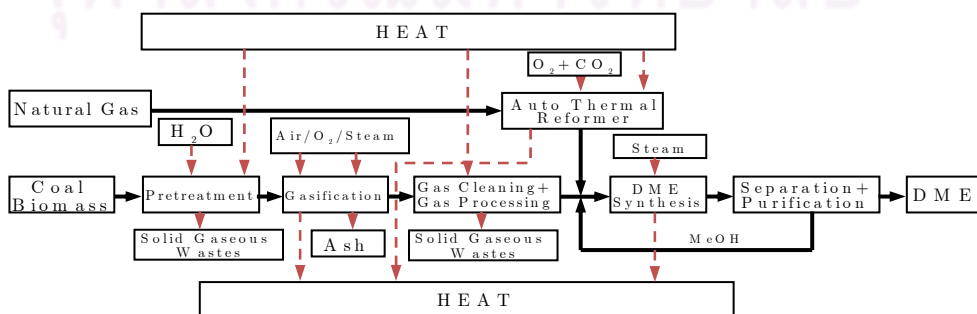 HEAT
O₂+CO₂
Natural Gas
Auto Thermal
Reformer
H₂O
Air/O₂/Steam
Steam
Coal
Biomass
Pretreatment
Gasification
Gas Cleaning+
Gas Processing
DME
Synthesis
Separation+
Purification
DME
Solid Gaseous
Wastes
Ash
Solid Gaseous
Wastes
MeOH
HEAT